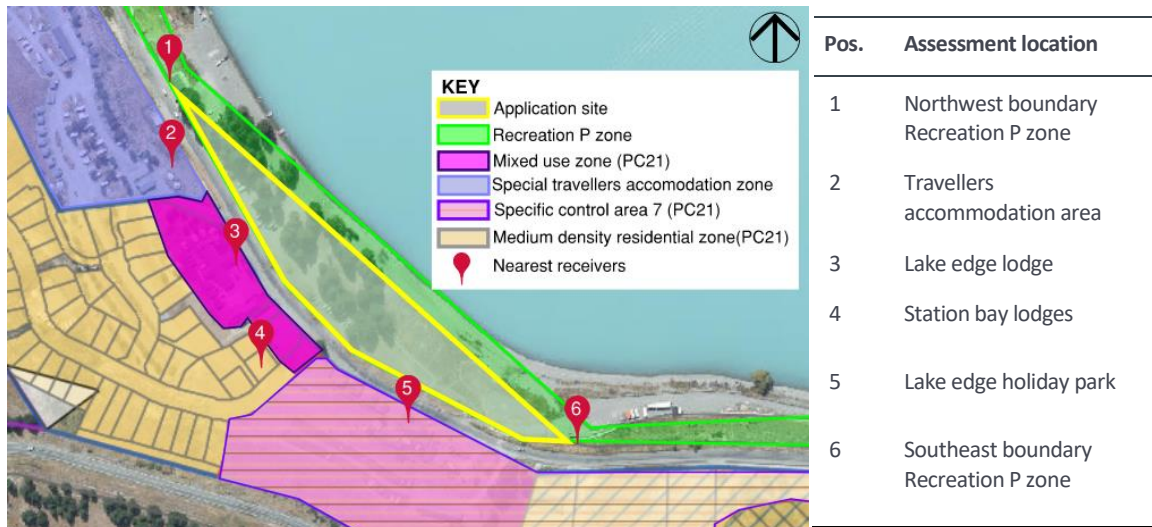 1
2
3
4
5
6
KEY
Application site
Recreation P zone
Mixed use zone (PC21)
Special travellers accomodation zone
Specific control area 7 (PC21)
Medium density residential zone(PC21)
Nearest receivers
Pos. Assessment location
1 Northwest boundary
Recreation P zone
2 Travellers
accommodation area
3 Lake edge lodge
4 Station bay lodges
5 Lake edge holiday park
6 Southeast boundary
Recreation P zone